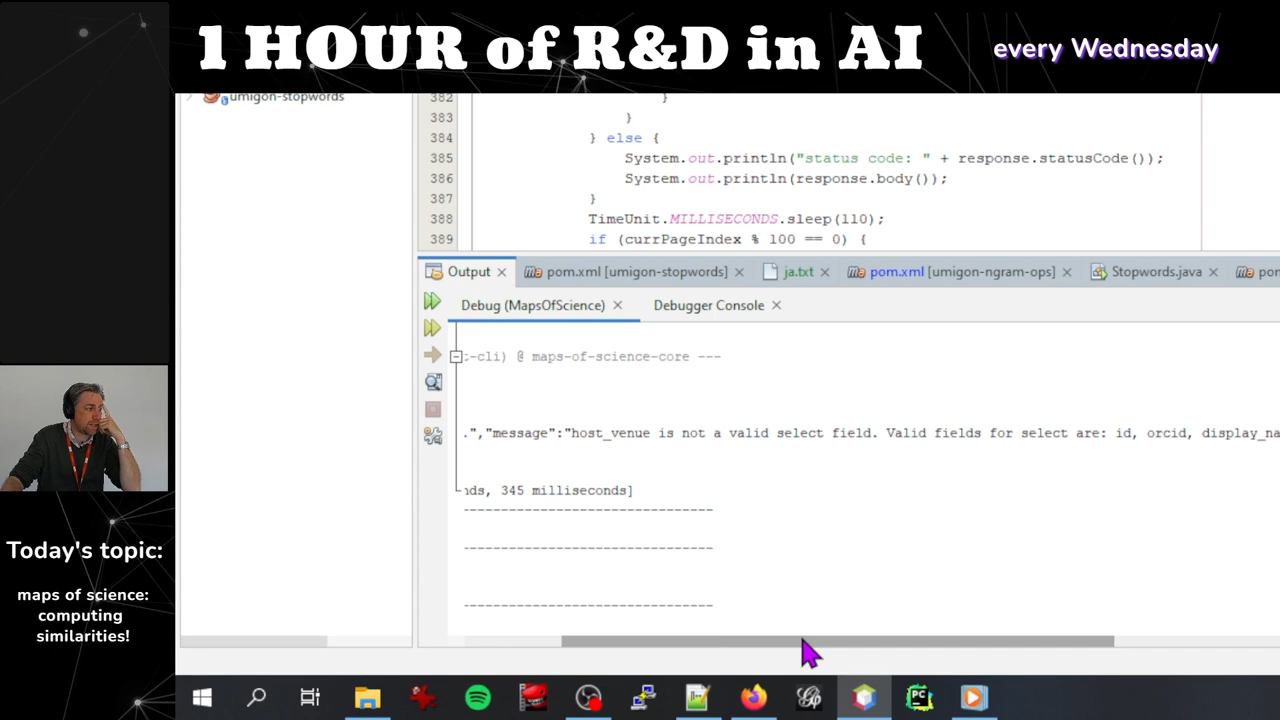 1 HOUR of R&D in AI
every Wednesday
umigon-stopwords
382 }
383 }
384 } else {
385 System.out.println("status code: " + response.statusCode());
386 System.out.println(response.body());
387 }
388 TimeUnit.MILLISECONDS.sleep(110);
389 if (currPageIndex % 100 == 0) {
Output pom.xml [umigon-stopwords] ja.txt pom.xml [umigon-ngram-ops] Stopwords.java
Debug (MapsOfScience) Debugger Console
-cli) @ maps-of-science-core ---
.","message":"host_venue is not a valid select field. Valid fields for select are: id, orcid, display_na
ds, 345 milliseconds]
---------------------------------
---------------------------------
---------------------------------
Today's topic:
maps of science:
computing
similarities!
PC